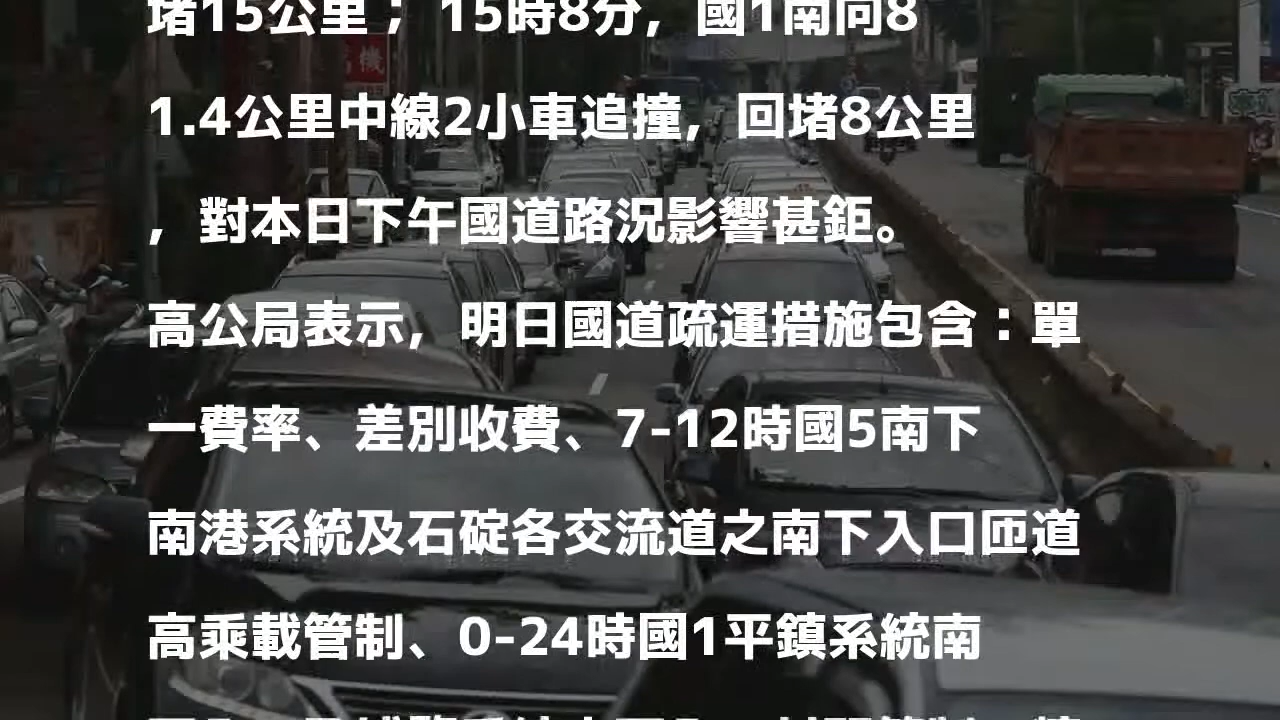 堵15公里； 15時8分，國1南向8
1.4公里中線2小車追撞，回堵8公里
，對本日下午國道路況影響甚鉅。
高公局表示，明日國道疏運措施包含：單
一費率、差別收費、7-12時國5南下
南港系統及石碇各交流道之南下入口匝道
高乘載管制、0-24時國1平鎮系統南